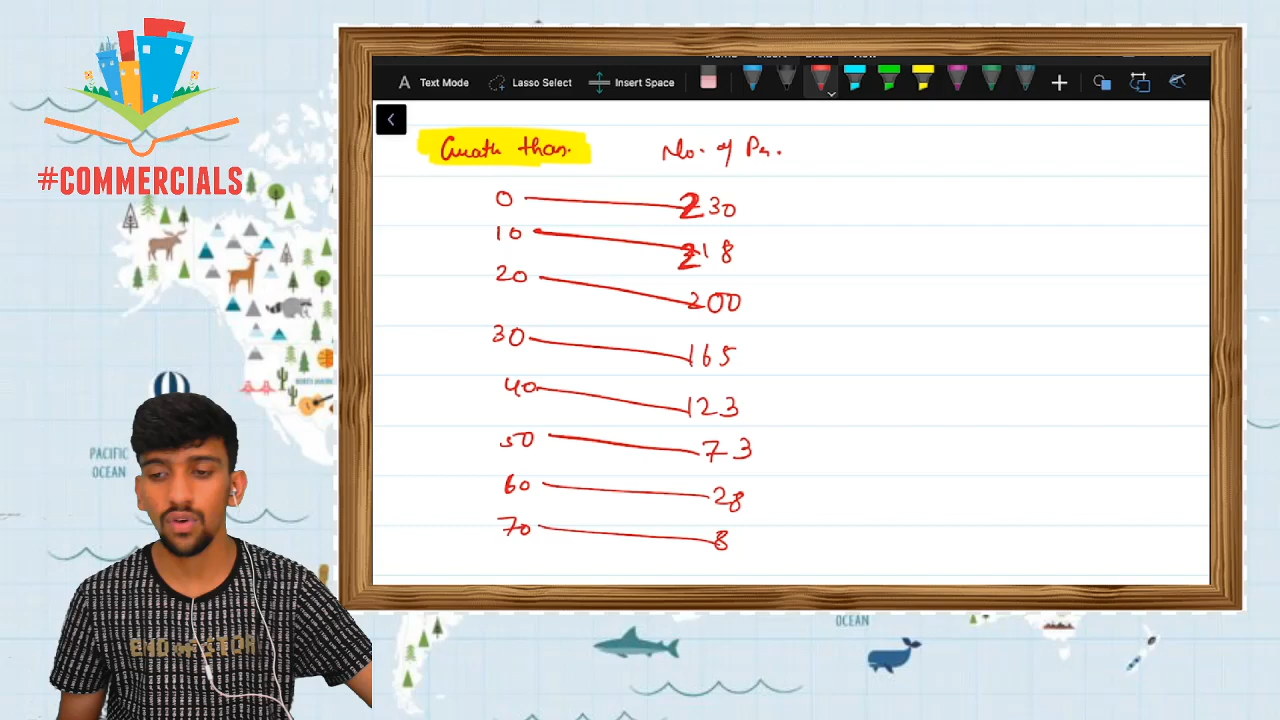 #COMMERCIALS
Text Mode Lasso Select Insert Space
Greater than. No. of Per.
0 230
10 218
20 200
30 165
40 123
50 73
60 28
70 8
PACIFIC
OCEAN
OCEAN